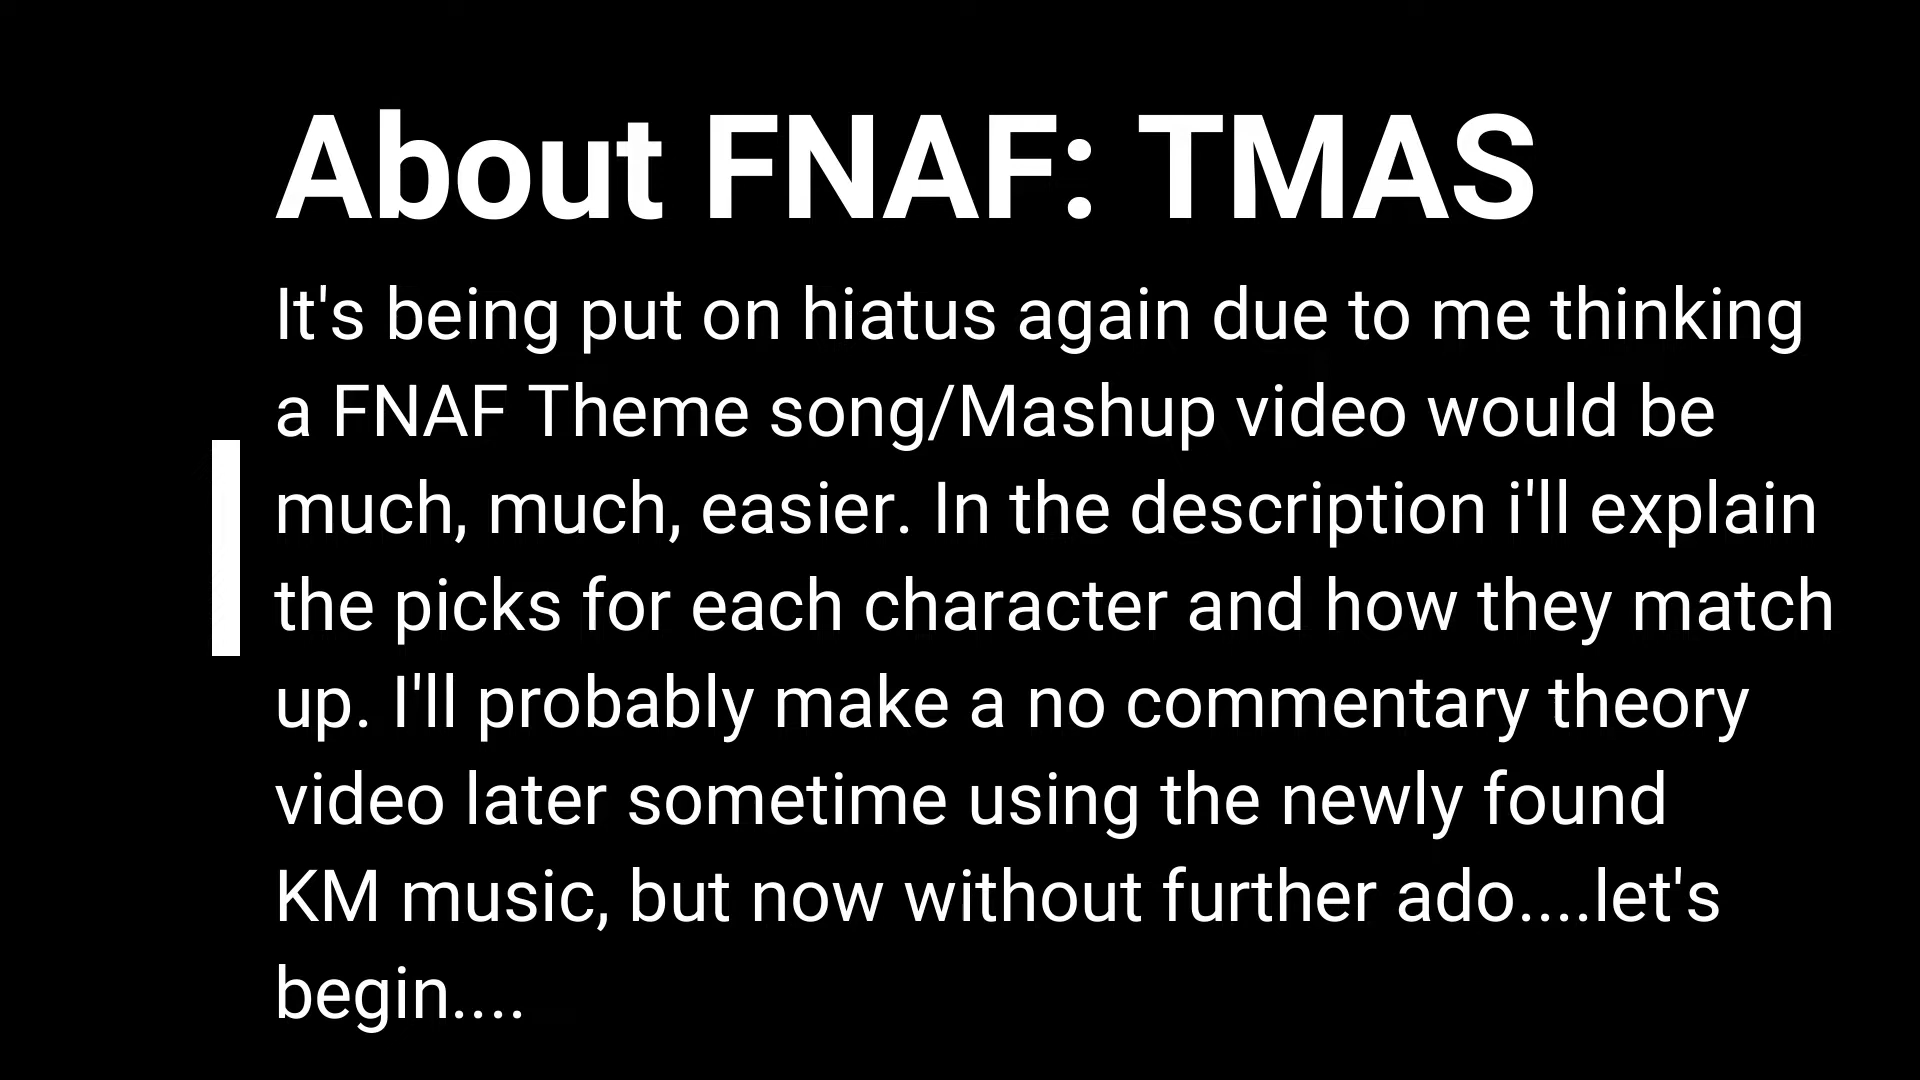 About FNAF: TMAS
It's being put on hiatus again due to me thinking
a FNAF Theme song/Mashup video would be
much, much, easier. In the description i'll explain
the picks for each character and how they match
up. I'll probably make a no commentary theory
video later sometime using the newly found
KM music, but now without further ado....let's
begin....